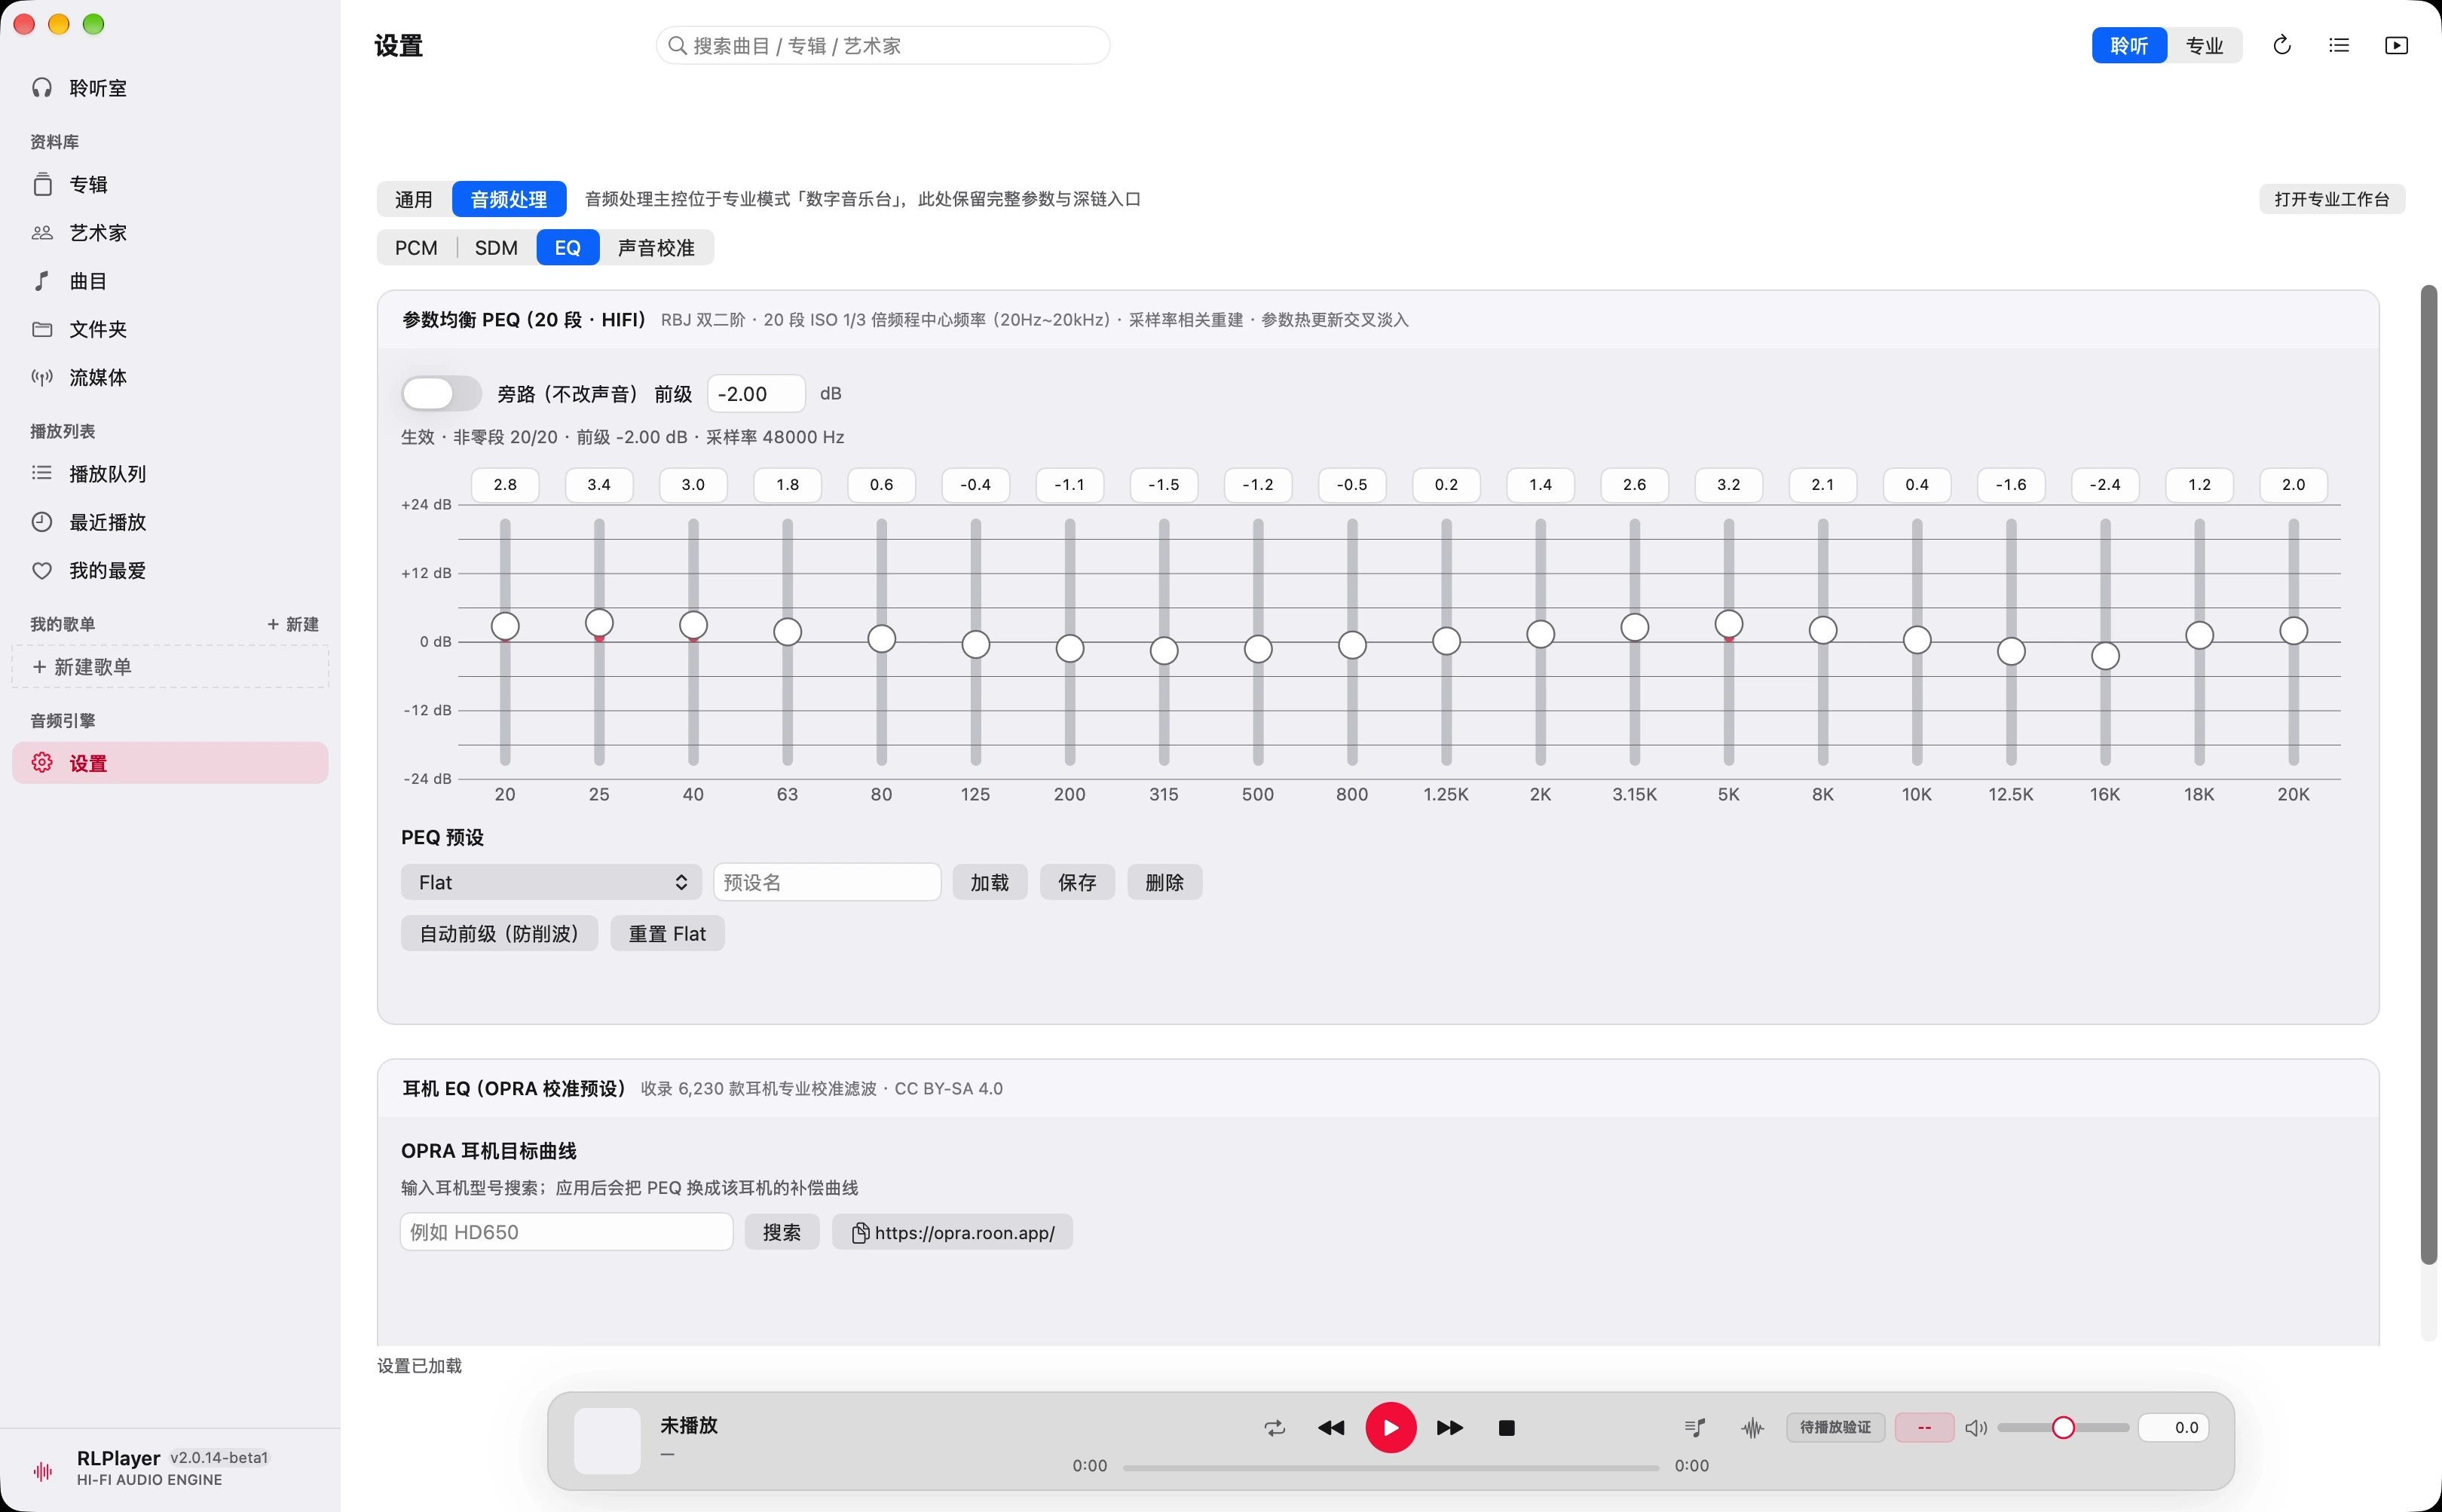 设置
搜索曲目 / 专辑 / 艺术家
聆听 专业
聆听室
资料库
专辑
艺术家
曲目
文件夹
流媒体
播放列表
播放队列
最近播放
我的最爱
我的歌单 + 新建
+ 新建歌单
音频引擎
设置
RLPlayer v2.0.14-beta1
HI-FI AUDIO ENGINE
通用 音频处理 音频处理主控位于专业模式「数字音乐台」，此处保留完整参数与深链入口 打开专业工作台
PCM SDM EQ 声音校准
参数均衡 PEQ（20 段 · HIFI） RBJ 双二阶 · 20 段 ISO 1/3 倍频程中心频率（20Hz~20kHz）· 采样率相关重建 · 参数热更新交叉淡入
旁路（不改声音） 前级 -2.00 dB
生效 · 非零段 20/20 · 前级 -2.00 dB · 采样率 48000 Hz
2.8 3.4 3.0 1.8 0.6 -0.4 -1.1 -1.5 -1.2 -0.5 0.2 1.4 2.6 3.2 2.1 0.4 -1.6 -2.4 1.2 2.0
+24 dB
+12 dB
0 dB
-12 dB
-24 dB
20 25 40 63 80 125 200 315 500 800 1.25K 2K 3.15K 5K 8K 10K 12.5K 16K 18K 20K
PEQ 预设
Flat 预设名 加载 保存 删除
自动前级（防削波） 重置 Flat
耳机 EQ（OPRA 校准预设） 收录 6,230 款耳机专业校准滤波 · CC BY-SA 4.0
OPRA 耳机目标曲线
输入耳机型号搜索；应用后会把 PEQ 换成该耳机的补偿曲线
例如 HD650 搜索 https://opra.roon.app/
设置已加载
未播放
—
0:00 0:00
待播放验证 -- 0.0